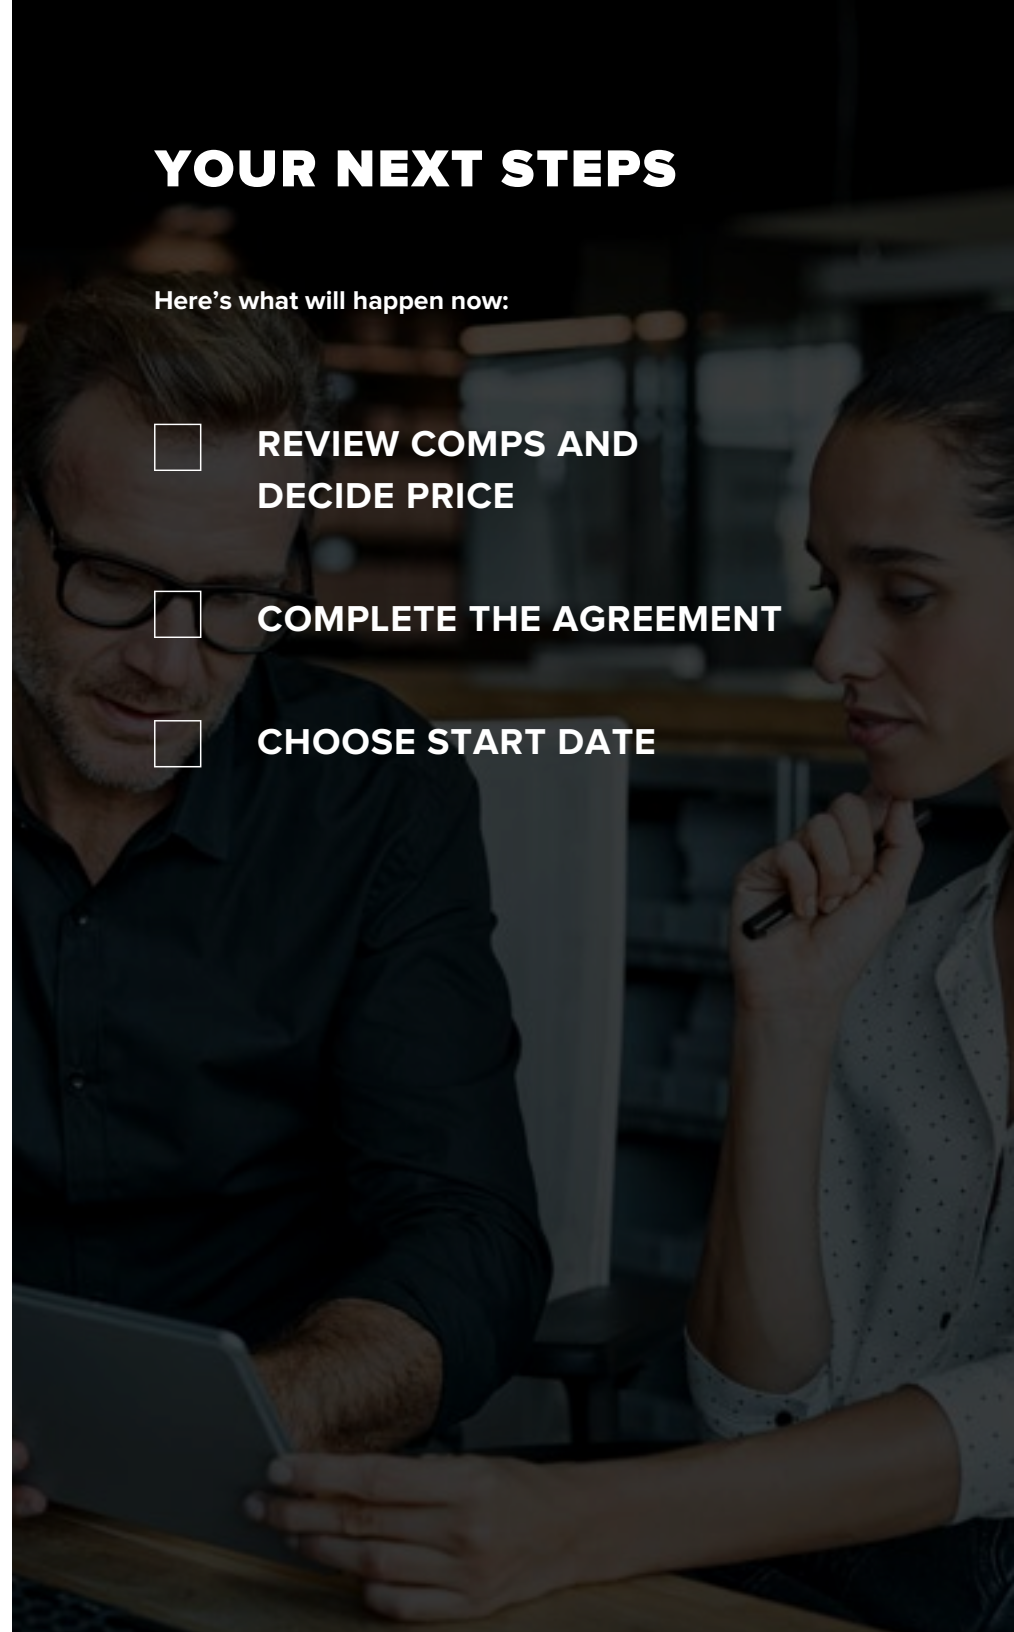 YOUR NEXT STEPS
Here’s what will happen now:
REVIEW COMPS AND
DECIDE PRICE
COMPLETE THE AGREEMENT
CHOOSE START DATE